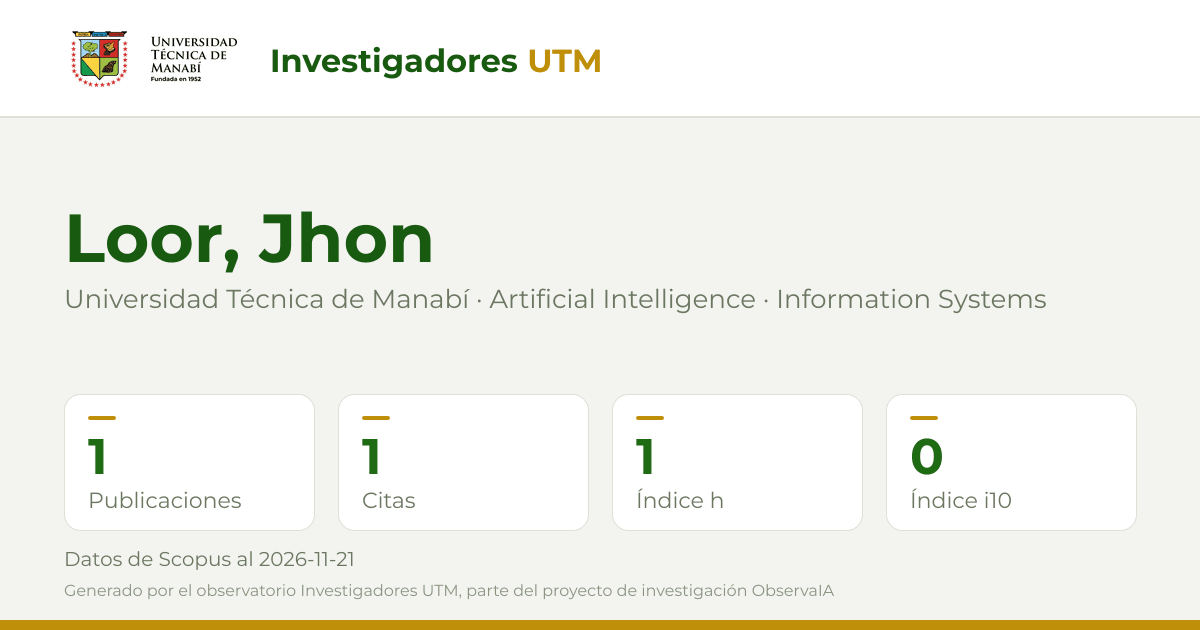 UNIVERSIDAD
TÉCNICA DE
MANABÍ
Fundada en 1952
Investigadores UTM
Loor, Jhon
Universidad Técnica de Manabí · Artificial Intelligence · Information Systems
1
Publicaciones
1
Citas
1
Índice h
0
Índice i10
Datos de Scopus al 2026-11-21
Generado por el observatorio Investigadores UTM, parte del proyecto de investigación ObservaIA